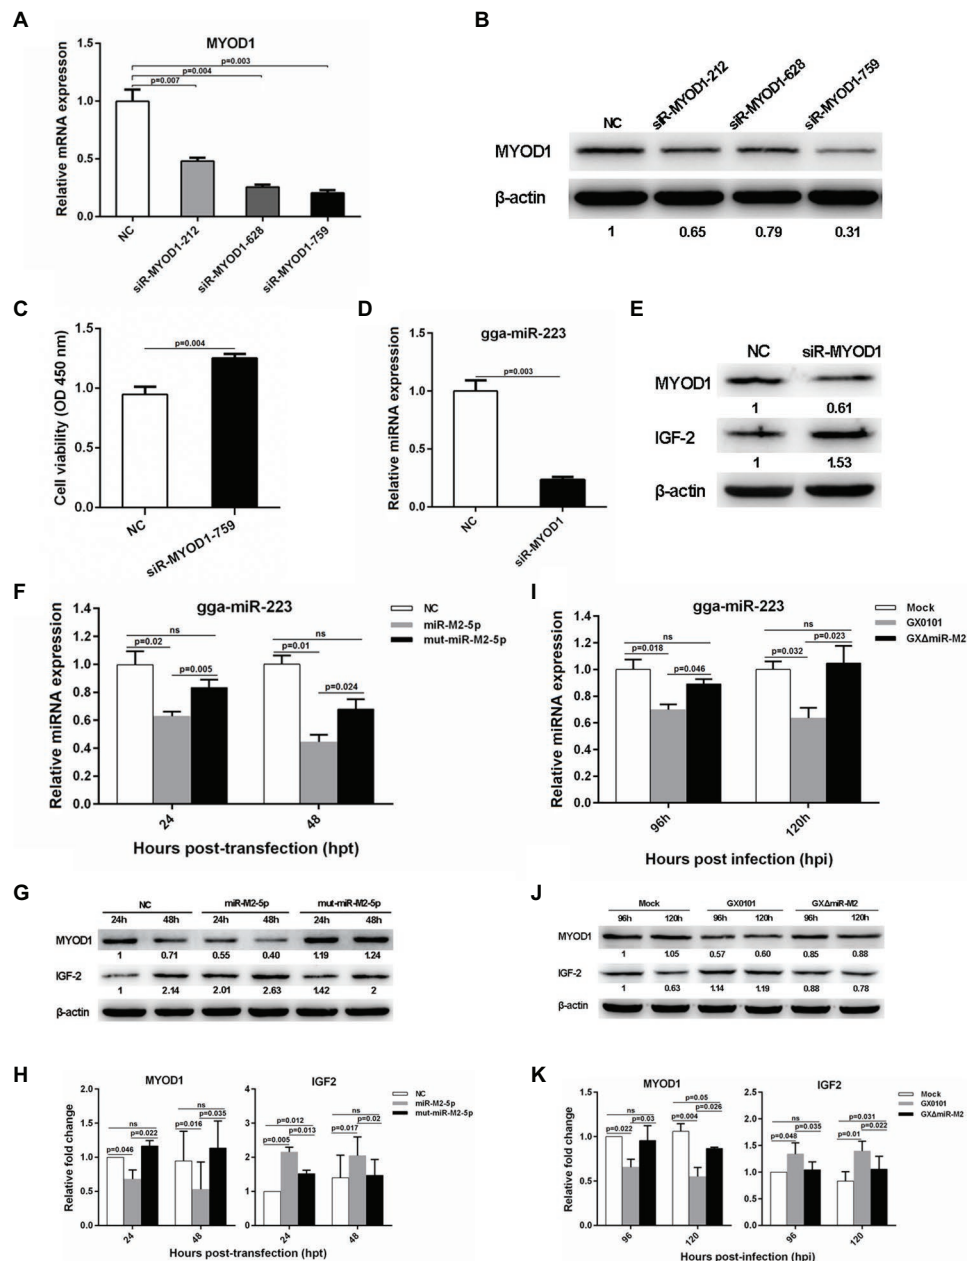 A
MYOD1
p=0.003
p=0.004
p=0.007
Relative mRNA expression
1.5
1.0
0.5
0.0
NC
siR-MYOD1-212
siR-MYOD1-628
siR-MYOD1-759
B
NC
siR-MYOD1-212
siR-MYOD1-628
siR-MYOD1-759
MYOD1
β-actin
1 0.65 0.79 0.31
C
Cell viability (OD 450 nm)
1.5
1.0
0.5
0.0
p=0.004
NC
siR-MYOD1-759
D
gga-miR-223
Relative miRNA expression
1.5
1.0
0.5
0.0
p=0.003
NC
siR-MYOD1
E
NC siR-MYOD1
MYOD1
1 0.61
IGF-2
1 1.53
β-actin
F
gga-miR-223
NC
miR-M2-5p
mut-miR-M2-5p
Relative miRNA expression
1.4
1.2
1.0
0.8
0.6
0.4
0.2
0.0
ns
p=0.02
p=0.005
ns
p=0.01
p=0.024
24
48
Hours post-transfection (hpt)
I
gga-miR-223
Mock
GX0101
GXΔmiR-M2
Relative miRNA expression
1.4
1.2
1.0
0.8
0.6
0.4
0.2
0.0
ns
p=0.018
p=0.046
ns
p=0.032
p=0.023
96h
120h
Hours post infection (hpi)
G
NC miR-M2-5p mut-miR-M2-5p
24h 48h 24h 48h 24h 48h
MYOD1
1 0.71 0.55 0.40 1.19 1.24
IGF-2
1 2.14 2.01 2.63 1.42 2
β-actin
J
Mock GX0101 GXΔmiR-M2
96h 120h 96h 120h 96h 120h
MYOD1
1 1.05 0.57 0.60 0.85 0.88
IGF-2
1 0.63 1.14 1.19 0.88 0.78
β-actin
H
MYOD1
Relative fold change
2.0
1.5
1.0
0.5
0.0
ns
p=0.046
p=0.022
ns
p=0.016
p=0.035
24
48
IGF2
4
3
2
1
0
p=0.012
p=0.005
p=0.013
ns
p=0.017
p=0.02
24
48
NC
miR-M2-5p
mut-miR-M2-5p
Hours post-transfection (hpt)
K
MYOD1
Relative fold change
1.5
1.0
0.5
0.0
ns
p=0.022
p=0.03
p=0.05
p=0.004
p=0.026
96
120
IGF2
2.0
1.5
1.0
0.5
0.0
ns
p=0.048
p=0.035
p=0.031
p=0.01
p=0.022
96
120
Mock
GX0101
GXΔmiR-M2
Hours post-infection (hpi)